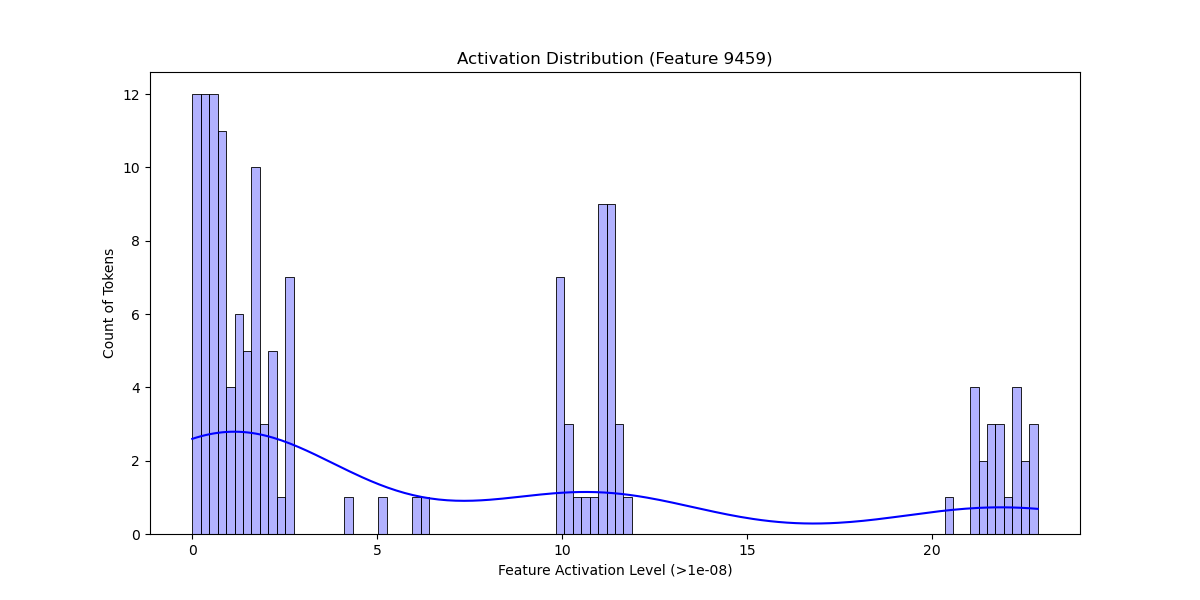 Activation Distribution (Feature 9459)
12
10
8
6
4
2
0
Count of Tokens
0 5 10 15 20
Feature Activation Level (>1e-08)